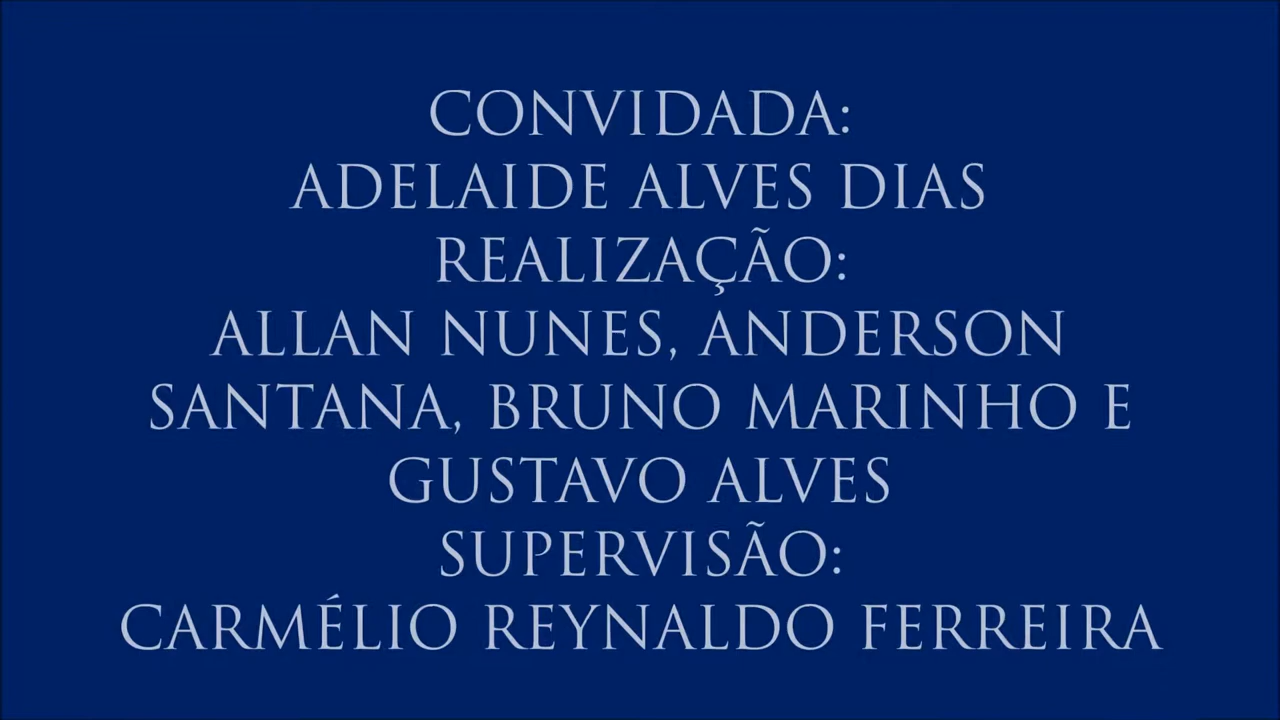 CONVIDADA:
ADELAIDE ALVES DIAS
REALIZAÇÃO:
ALLAN NUNES, ANDERSON
SANTANA, BRUNO MARINHO E
GUSTAVO ALVES
SUPERVISÃO:
CARMÉLIO REYNALDO FERREIRA